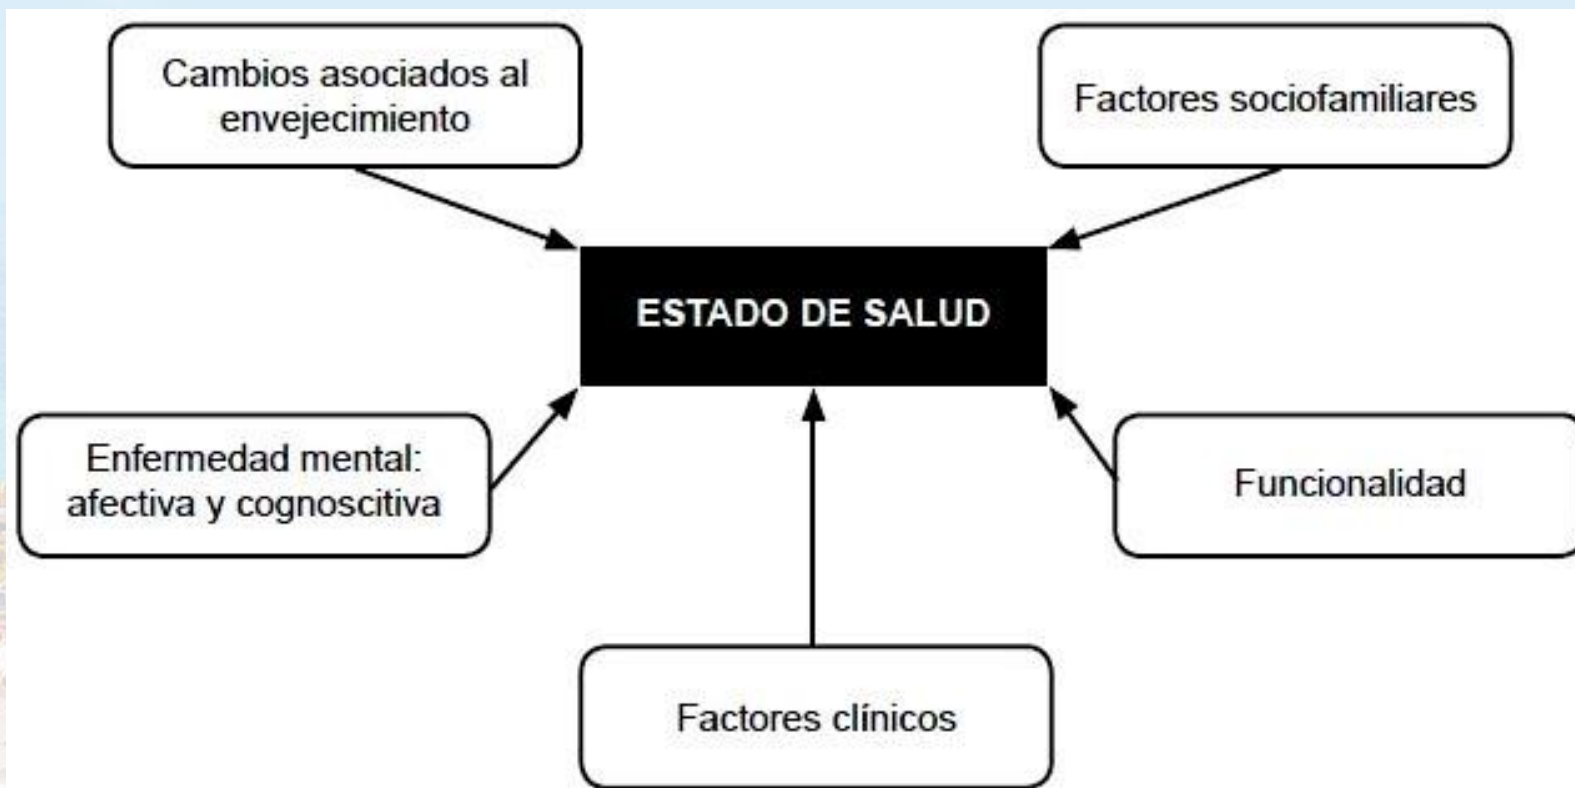 Cambios asociados al
envejecimiento
Factores sociofamiliares
ESTADO DE SALUD
Enfermedad mental:
afectiva y cognoscitiva
Funcionalidad
Factores clínicos